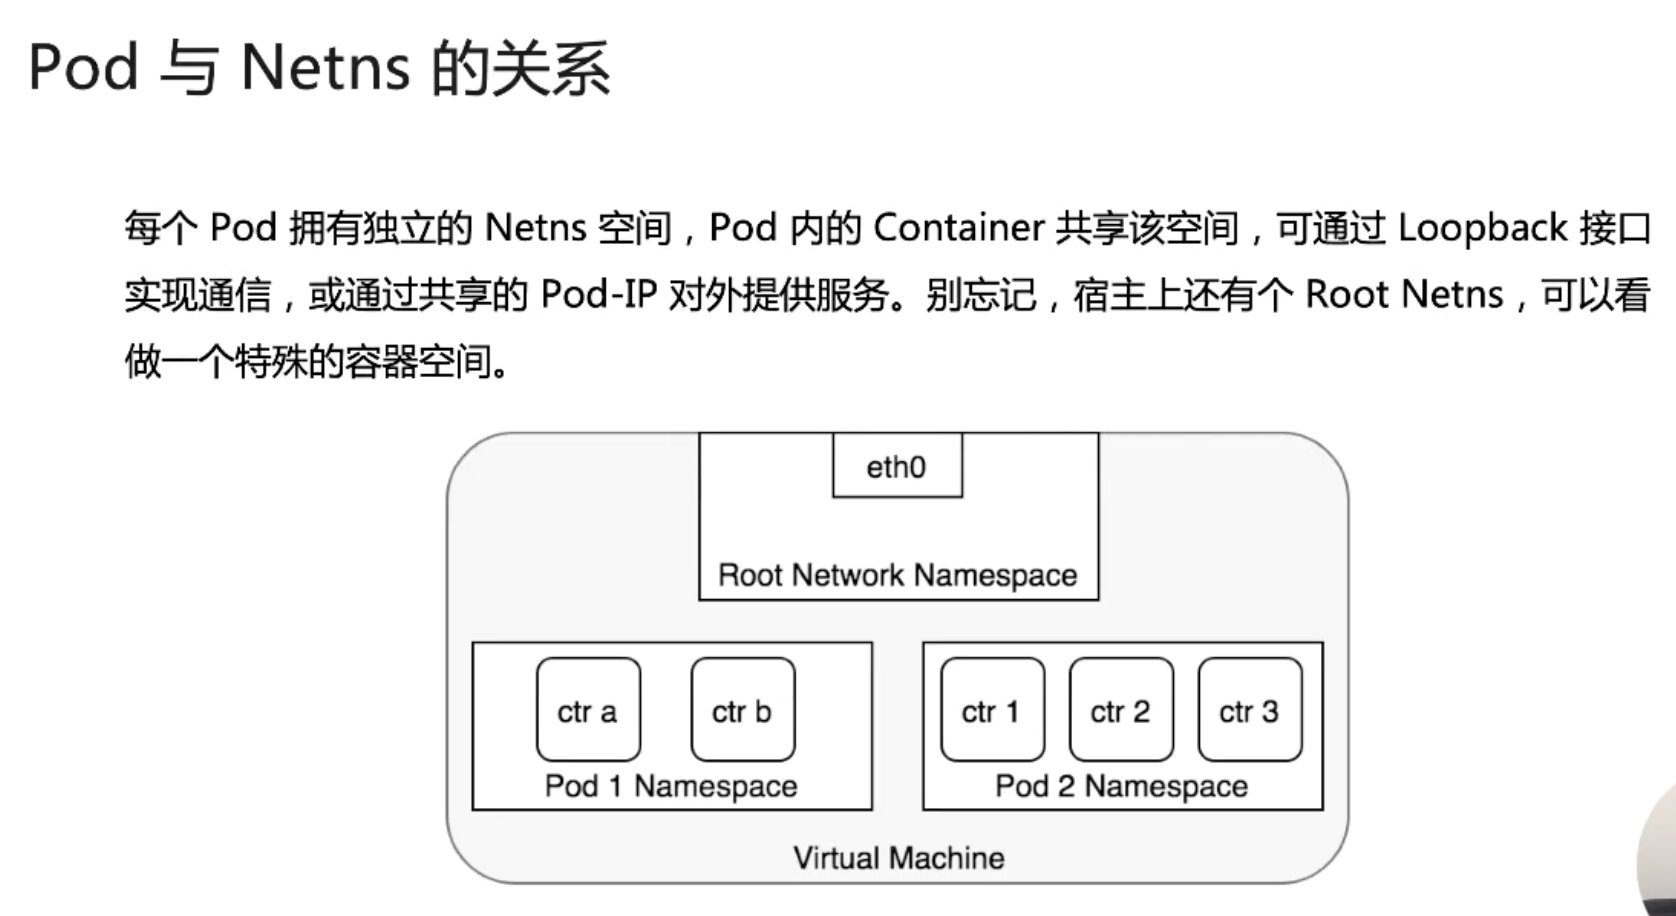 Pod 与 Netns 的关系
每个 Pod 拥有独立的 Netns 空间，Pod 内的 Container 共享该空间，可通过 Loopback 接口
实现通信，或通过共享的 Pod-IP 对外提供服务。别忘记，宿主上还有个 Root Netns，可以看
做一个特殊的容器空间。
eth0
Root Network Namespace
ctr a
ctr b
Pod 1 Namespace
ctr 1
ctr 2
ctr 3
Pod 2 Namespace
Virtual Machine